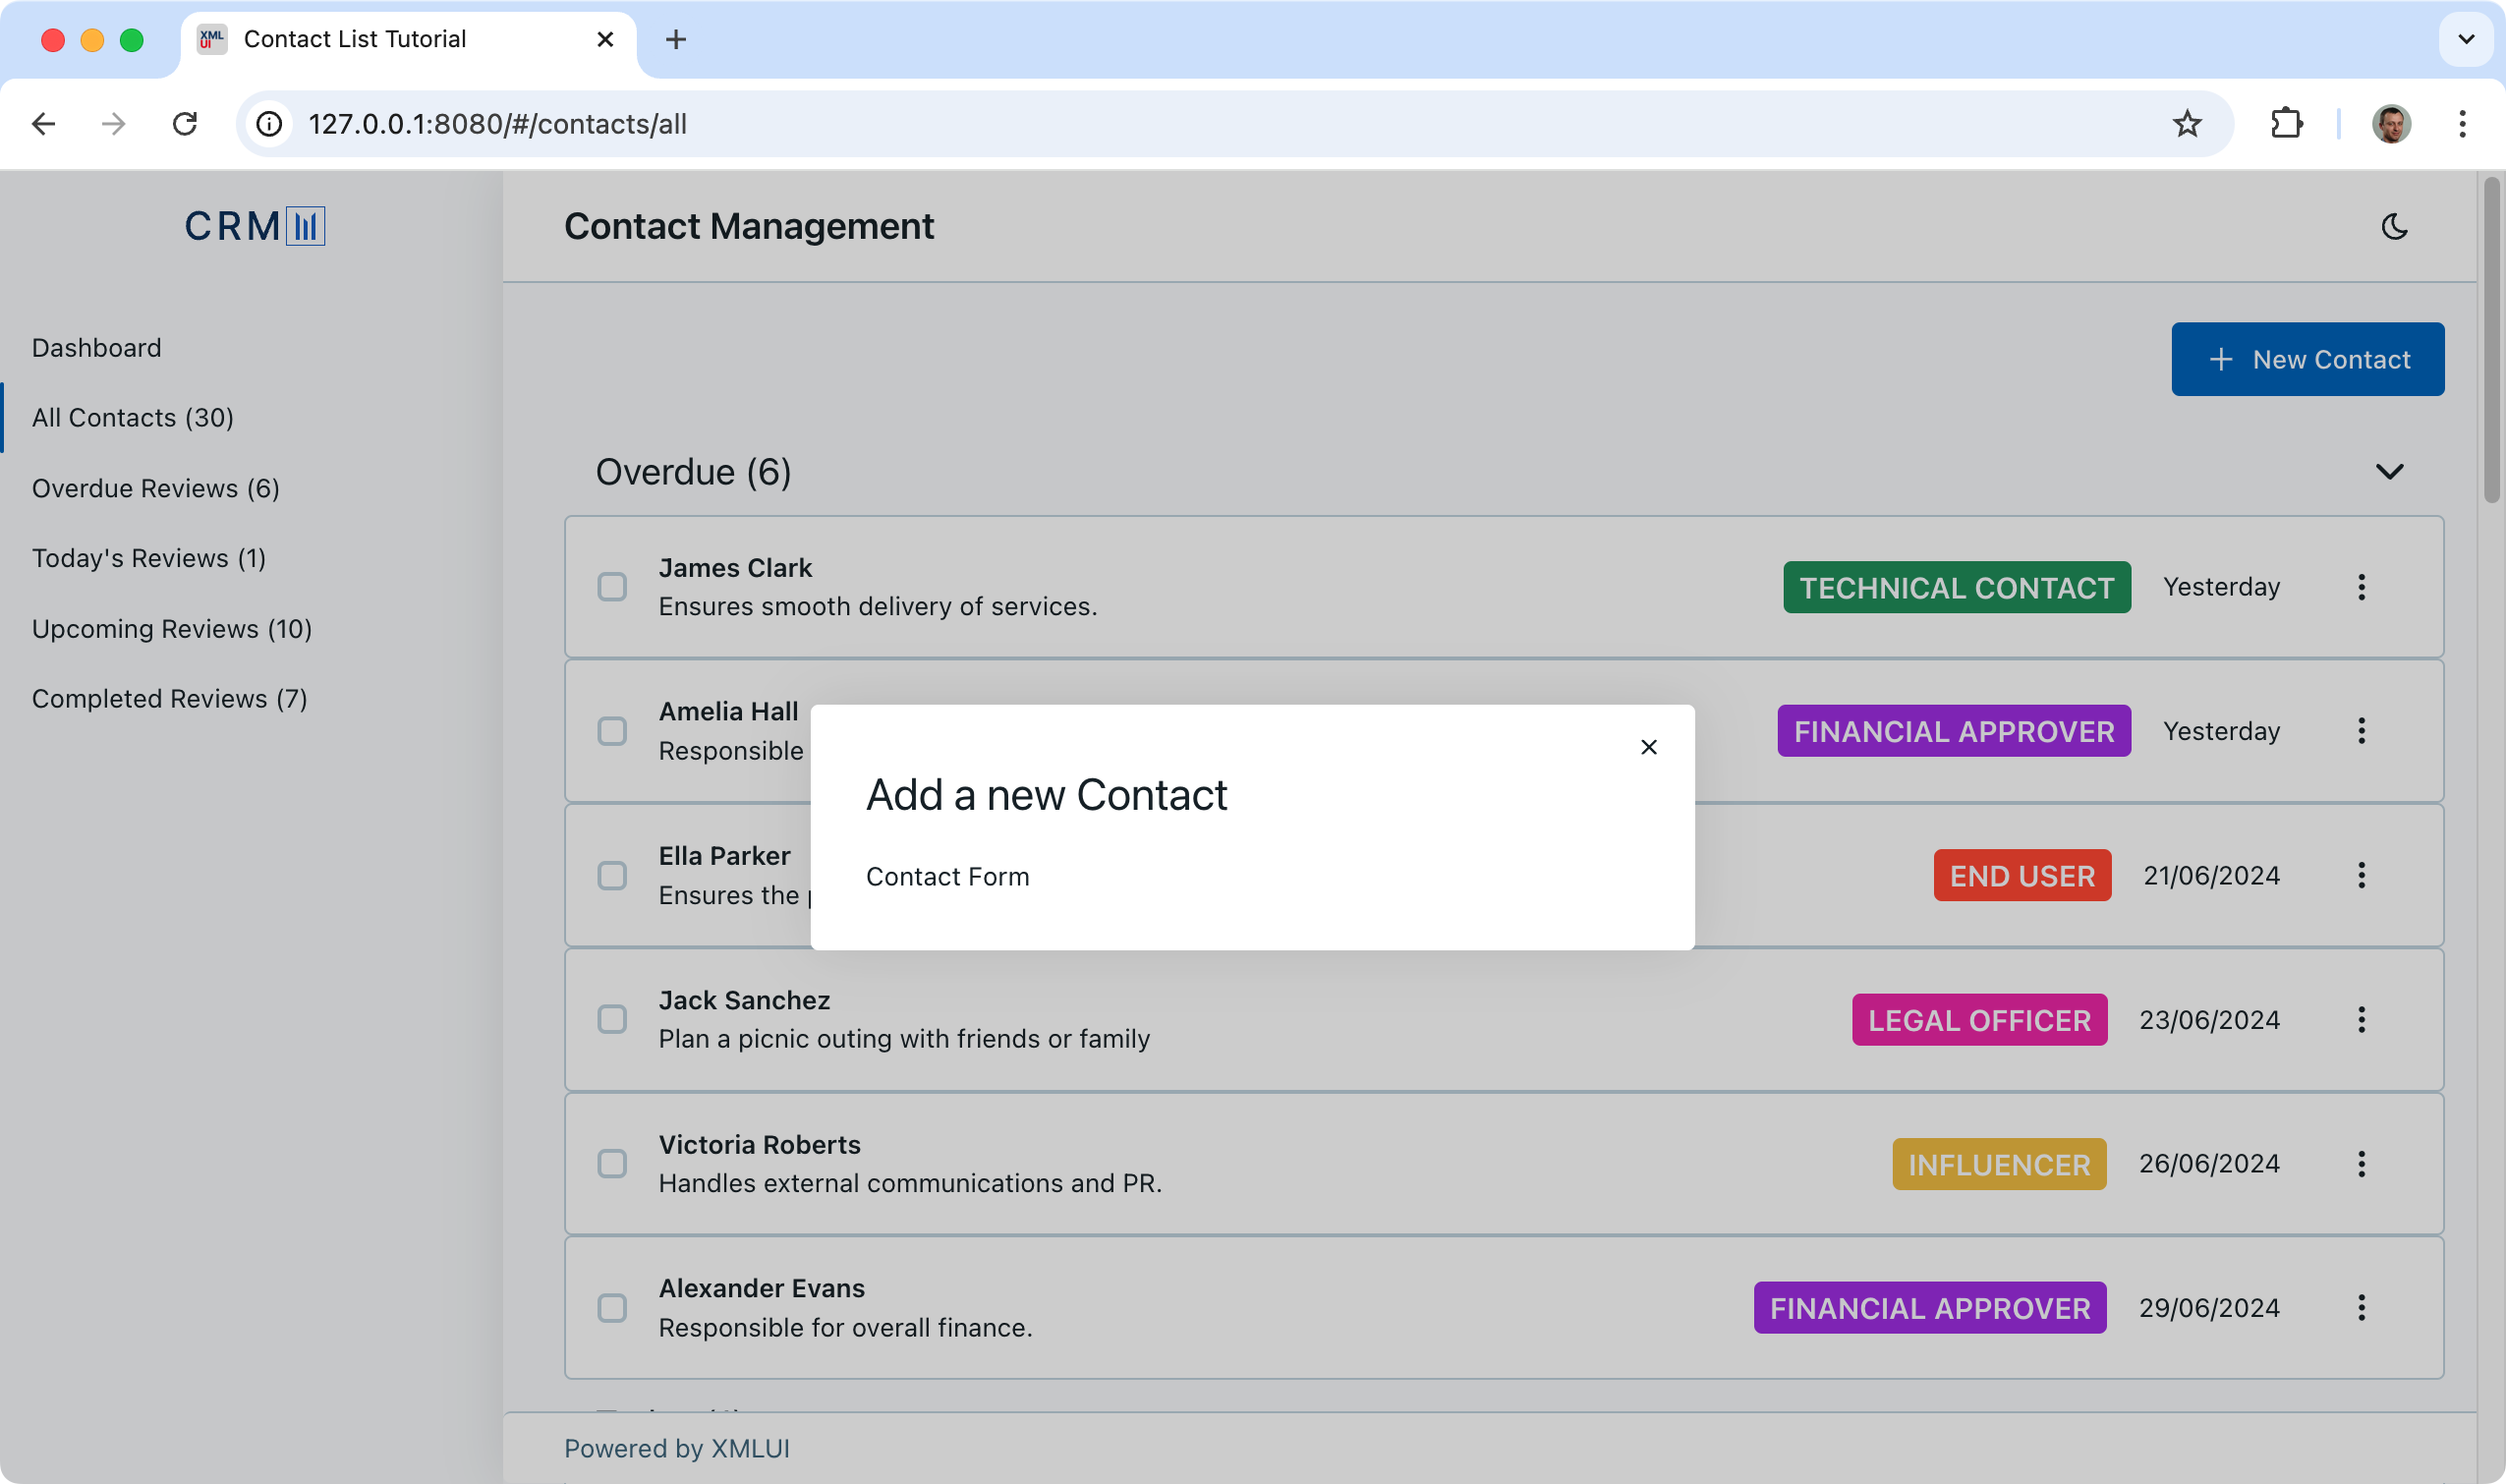 XML
UI
Contact List Tutorial
127.0.0.1:8080/#/contacts/all
CRM
Contact Management
Dashboard
All Contacts (30)
Overdue Reviews (6)
Today's Reviews (1)
Upcoming Reviews (10)
Completed Reviews (7)
New Contact
Overdue (6)
James Clark
Ensures smooth delivery of services.
TECHNICAL CONTACT Yesterday
Amelia Hall
Responsible
FINANCIAL APPROVER Yesterday
Add a new Contact
Contact Form
Ella Parker
Ensures the
END USER 21/06/2024
Jack Sanchez
Plan a picnic outing with friends or family
LEGAL OFFICER 23/06/2024
Victoria Roberts
Handles external communications and PR.
INFLUENCER 26/06/2024
Alexander Evans
Responsible for overall finance.
FINANCIAL APPROVER 29/06/2024
Powered by XMLUI